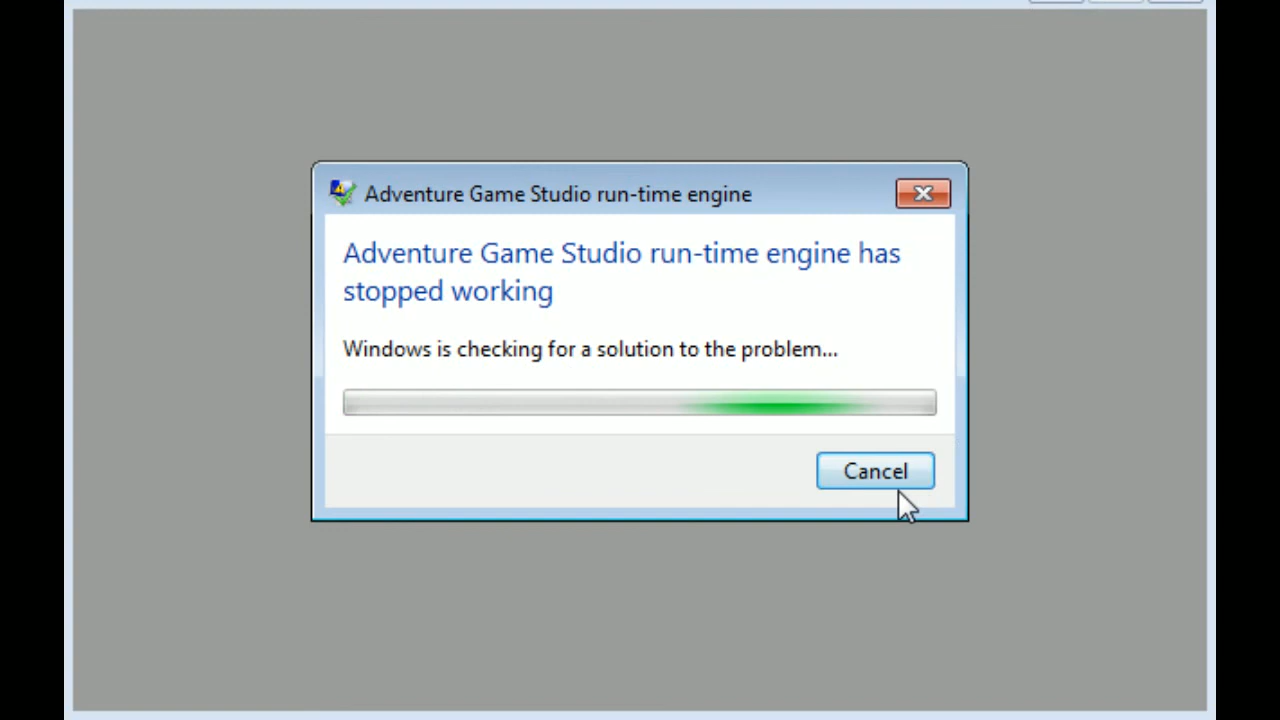 Adventure Game Studio run-time engine
Adventure Game Studio run-time engine has
stopped working
Windows is checking for a solution to the problem...
Cancel